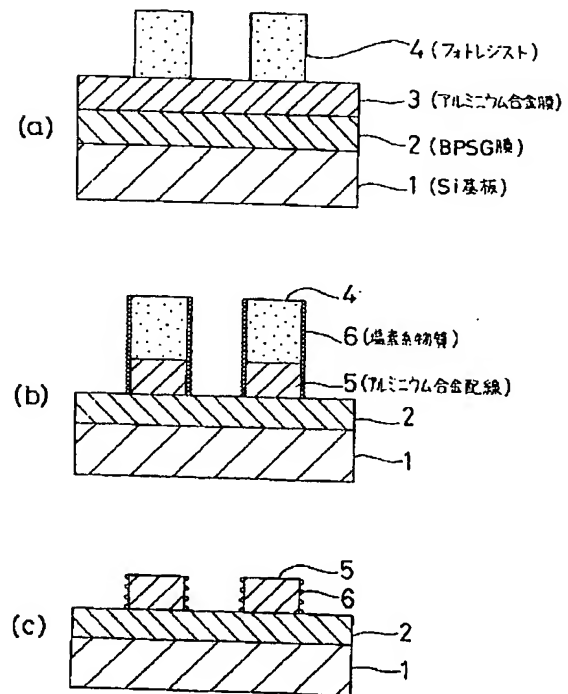 (a)
4 (フォトレジスト)
3 (アルミニウム合金膜)
2 (BPSG膜)
1 (Si基板)
(b)
4
6 (塩素系物質)
5 (アルミニウム合金配線)
2
1
(c)
5
6
2
1